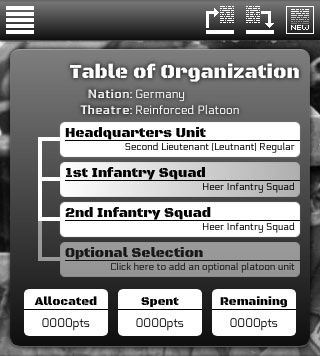 NEW
Table of Organization
Nation: Germany
Theatre: Reinforced Platoon
Headquarters Unit
Second Lieutenant (Leutnant) Regular
1st Infantry Squad
Heer Infantry Squad
2nd Infantry Squad
Heer Infantry Squad
Optional Selection
Click here to add an optional platoon unit
Allocated Spent Remaining
0000pts 0000pts 0000pts